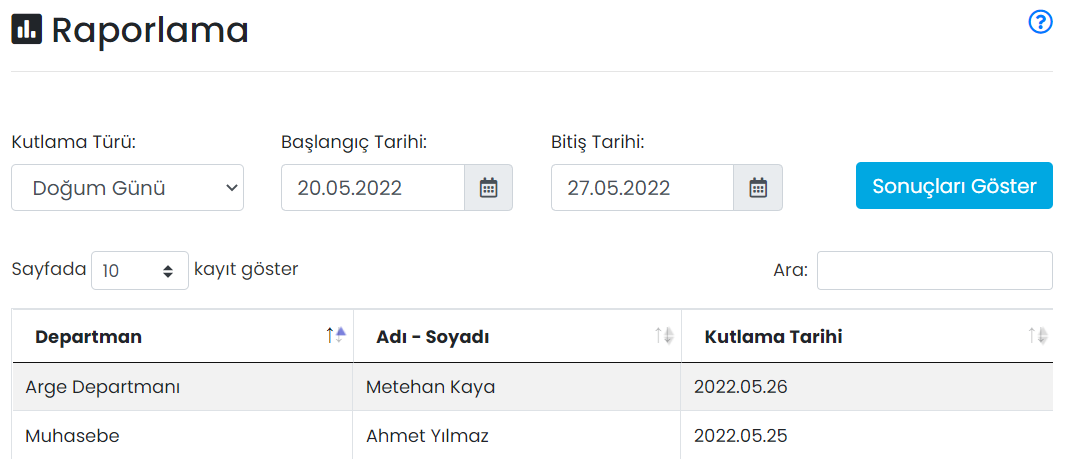 Raporlama
Kutlama Türü: Başlangıç Tarihi: Bitiş Tarihi:
Doğum Günü 20.05.2022 27.05.2022 Sonuçları Göster
Sayfada 10 kayıt göster Ara:
Departman Adı - Soyadı Kutlama Tarihi
Arge Departmanı Metehan Kaya 2022.05.26
Muhasebe Ahmet Yılmaz 2022.05.25